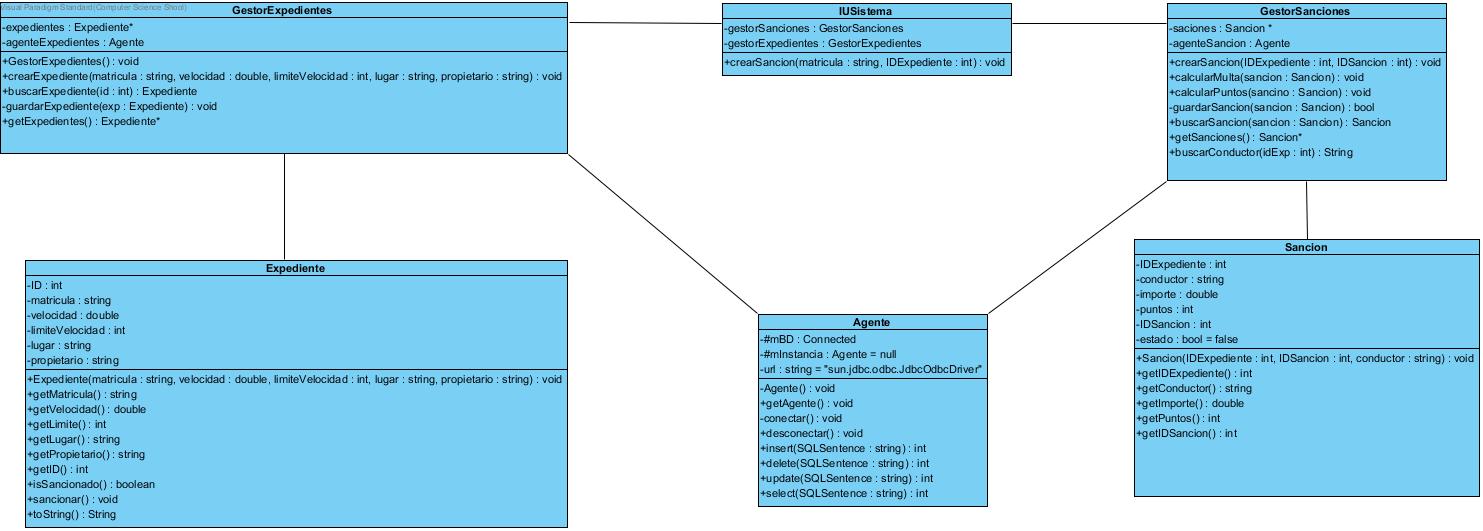 Visual Paradigm Standard(Computer Science Shool)
GestorExpedientes
-expedientes : Expediente*
-agenteExpedientes : Agente
+GestorExpedientes() : void
+crearExpediente(matricula : string, velocidad : double, limiteVelocidad : int, lugar : string, propietario : string) : void
+buscarExpediente(id : int) : Expediente
-guardarExpediente(exp : Expediente) : void
+getExpedientes() : Expediente*
IUSistema
-gestorSanciones : GestorSanciones
-gestorExpedientes : GestorExpedientes
+crearSancion(matricula : string, IDExpediente : int) : void
GestorSanciones
-saciones : Sancion *
-agenteSancion : Agente
+crearSancion(IDExpediente : int, IDSancion : int) : void
+calcularMulta(sancion : Sancion) : void
+calcularPuntos(sancino : Sancion) : void
-guardarSancion(sancion : Sancion) : bool
+buscarSancion(sancion : Sancion) : Sancion
+getSanciones() : Sancion*
+buscarConductor(idExp : int) : String
Expediente
-ID : int
-matricula : string
-velocidad : double
-limiteVelocidad : int
-lugar : string
-propietario : string
+Expediente(matricula : string, velocidad : double, limiteVelocidad : int, lugar : string, propietario : string) : void
+getMatricula() : string
+getVelocidad() : double
+getLimite() : int
+getLugar() : string
+getPropietario() : string
+getID() : int
+isSancionado() : boolean
+sancionar() : void
+toString() : String
Agente
-#mBD : Connected
-#mInstancia : Agente = null
-url : string = "sun.jdbc.odbc.JdbcOdbcDriver"
-Agente() : void
+getAgente() : void
-conectar() : void
+desconectar() : void
+insert(SQLSentence : string) : int
+delete(SQLSentence : string) : int
+update(SQLSentence : string) : int
+select(SQLSentence : string) : int
Sancion
-IDExpediente : int
-conductor : string
-importe : double
-puntos : int
-IDSancion : int
-estado : bool = false
+Sancion(IDExpediente : int, IDSancion : int, conductor : string) : void
+getIDExpediente() : int
+getConductor() : string
+getImporte() : double
+getPuntos() : int
+getIDSancion() : int